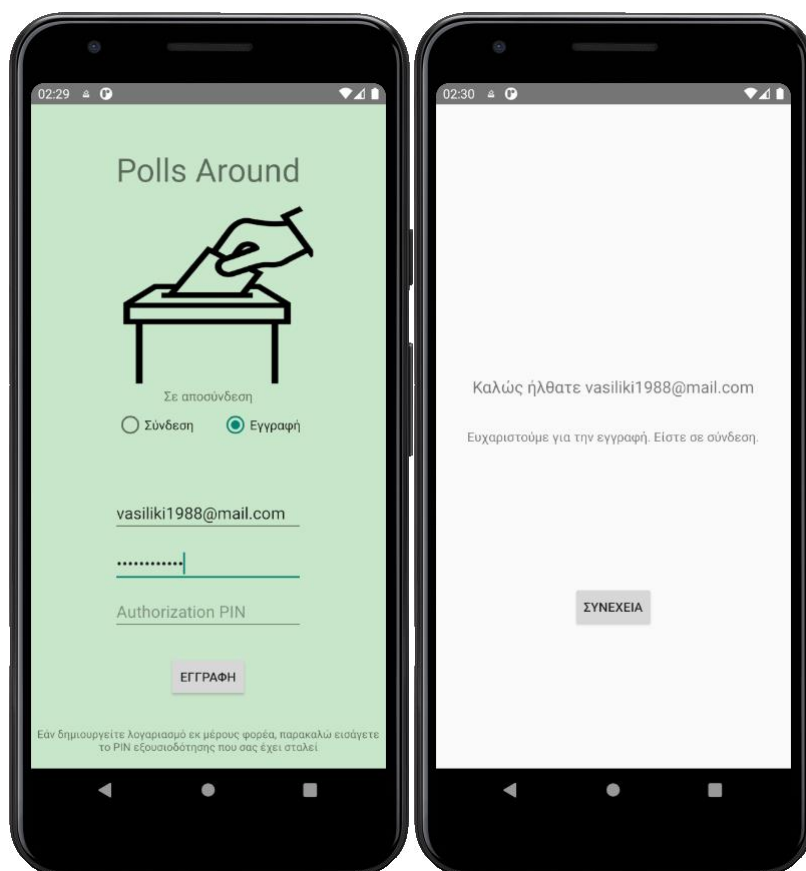 02:29
Polls Around
Σε αποσύνδεση
Σύνδεση Εγγραφή
vasiliki1988@mail.com
••••••••••••
Authorization PIN
ΕΓΓΡΑΦΗ
Εάν δημιουργείτε λογαριασμό εκ μέρους φορέα, παρακαλώ εισάγετε
το PIN εξουσιοδότησης που σας έχει σταλεί
02:30
Καλώς ήλθατε vasiliki1988@mail.com
Ευχαριστούμε για την εγγραφή. Είστε σε σύνδεση.
ΣΥΝΕΧΕΙΑ